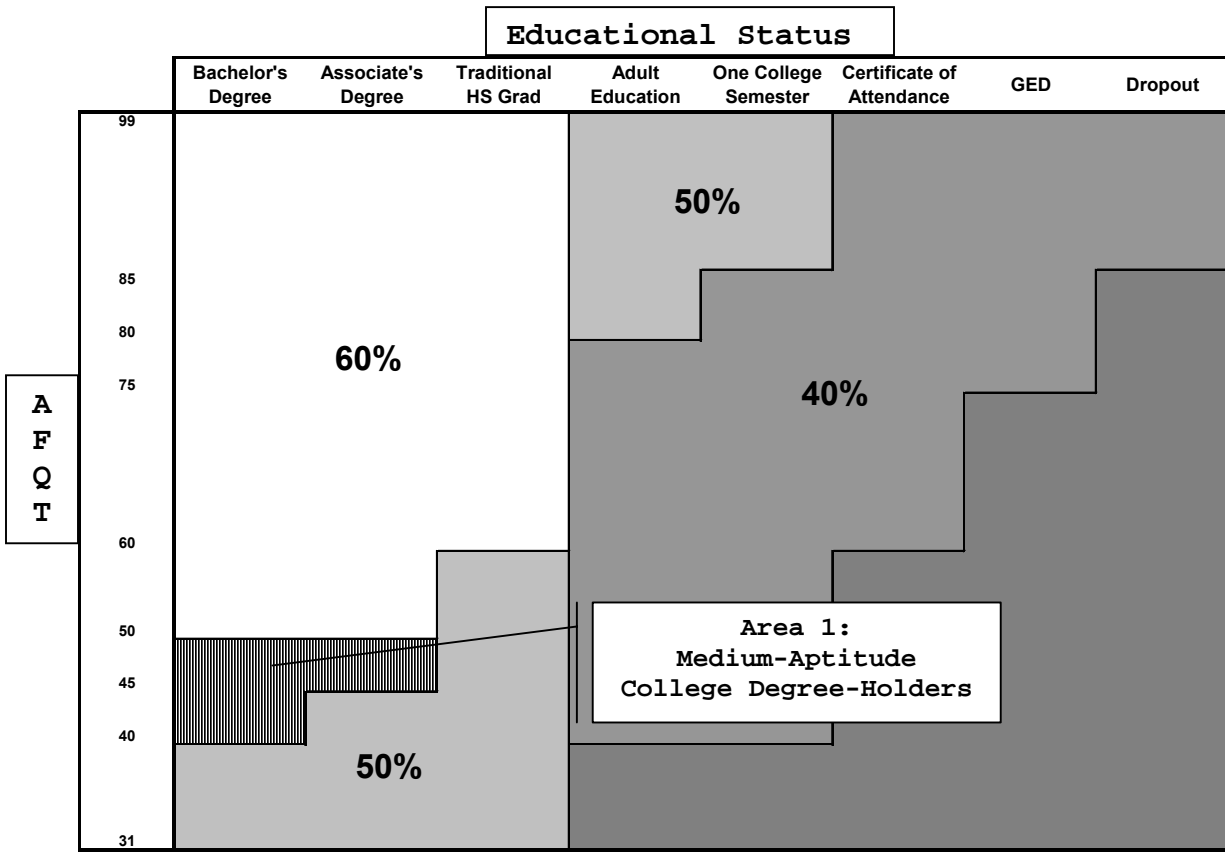 Educational Status
Bachelor's Degree
Associate's Degree
Traditional HS Grad
Adult Education
One College Semester
Certificate of Attendance
GED
Dropout
99
50%
85
80
60%
75
40%
A
F
Q
T
60
50
Area 1:
Medium-Aptitude
College Degree-Holders
45
40
50%
31